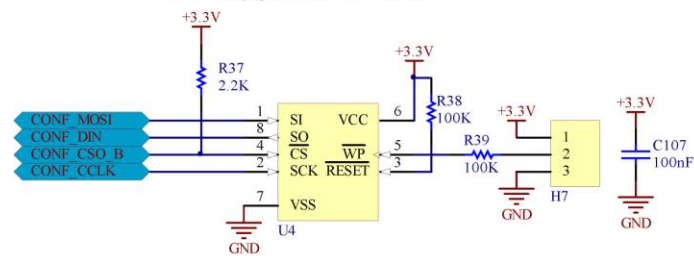 +3.3V
R37
2.2K
+3.3V
R38
100K
CONF_MOSI
CONF_DIN
CONF_CSO_B
CONF_CCLK
1
8
4
2
7
SI
SO
CS
SCK
VSS
VCC
WP
RESET
6
5
3
U4
GND
R39
100K
+3.3V
1
2
3
H7
GND
+3.3V
C107
100nF
GND